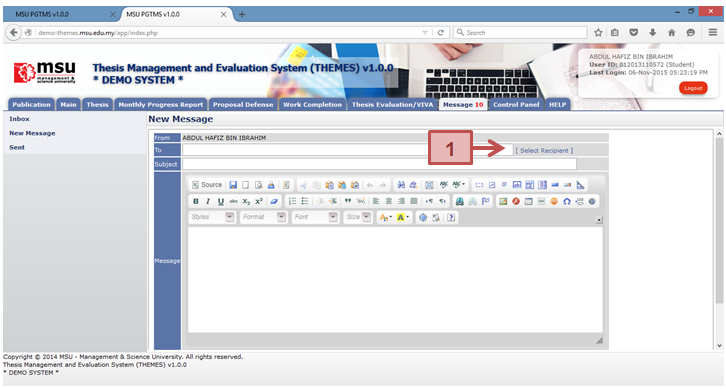 MSU PGTMS v1.0.0
MSU PGTMS v1.0.0
demo-themes.msu.edu.my/app/index.php
Search
msu
management &
science university
Thesis Management and Evaluation System (THEMES) v1.0.0
* DEMO SYSTEM *
ABDUL HAFIZ BIN IBRAHIM
User ID: 012013110572 (Student)
Last Login: 06-Nov-2015 05:23:19 PM
Logout
Publication Main Thesis Monthly Progress Report Proposal Defense Work Completion Thesis Evaluation/VIVA Message 10 Control Panel HELP
Inbox
New Message
Sent
New Message
From ABDUL HAFIZ BIN IBRAHIM
To
1
[ Select Recipient ]
Subject
Source
Styles Format Font Size
Message
Copyright © 2014 MSU - Management & Science University. All rights reserved.
Thesis Management and Evaluation System (THEMES) v1.0.0
* DEMO SYSTEM *